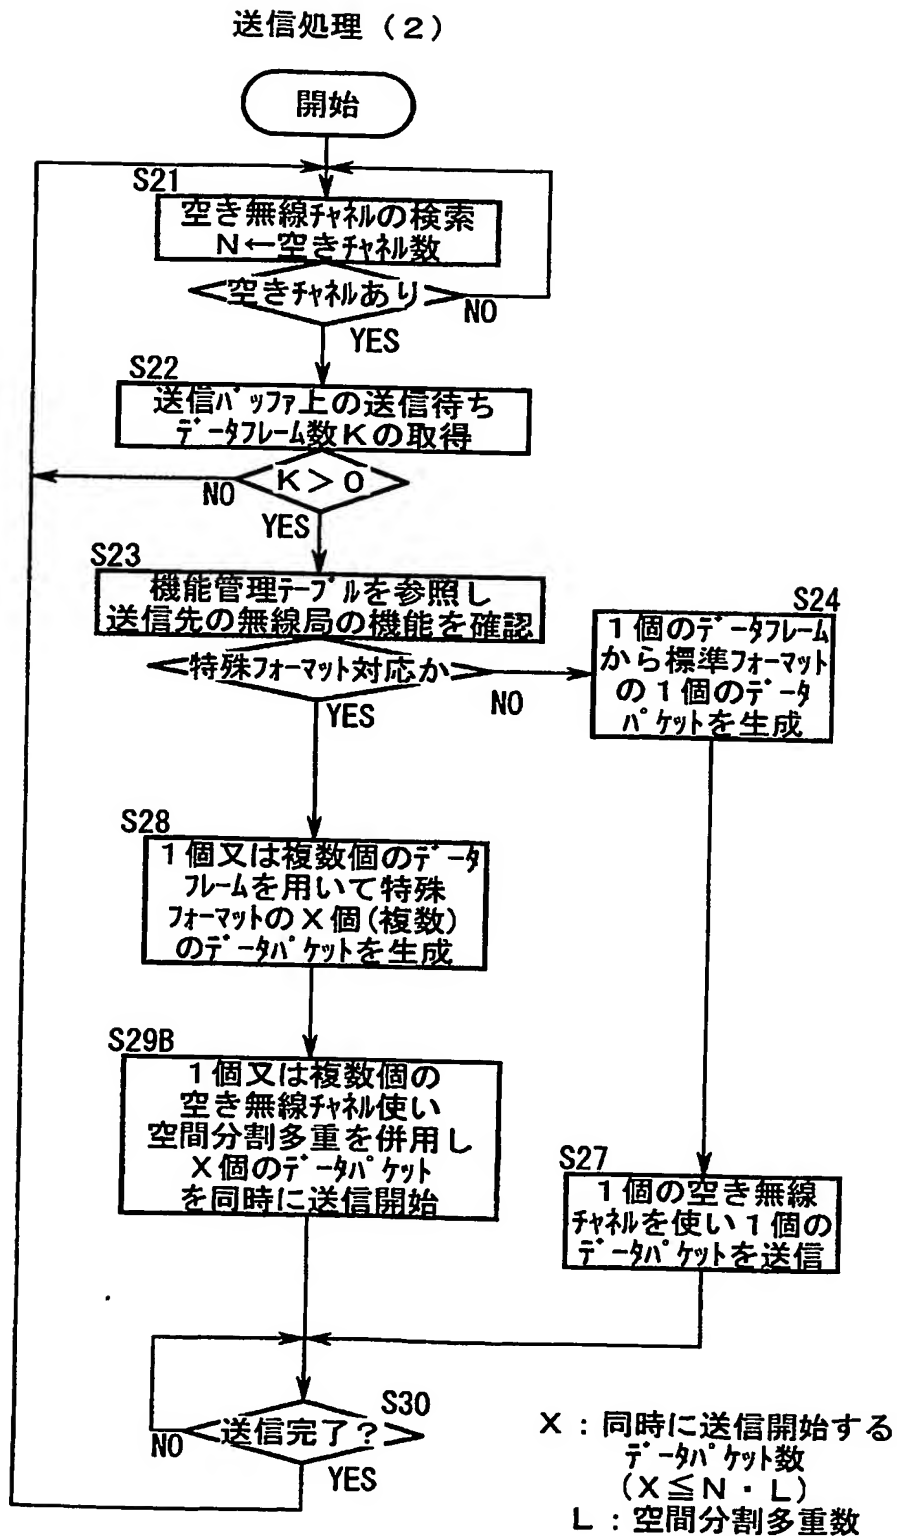 送信処理(2)
開始
S21
空き無線チャネルの検索
N←空きチャネル数
空きチャネルあり
NO
YES
S22
送信バッファ上の送信待ち
データフレーム数Kの取得
K>0
NO
YES
S23
機能管理テーブルを参照し
送信先の無線局の機能を確認
特殊フォーマット対応か
NO
YES
S24
1個のデータフレーム
から標準フォーマット
の1個のデータ
パケットを生成
S28
1個又は複数個のデータ
フレームを用いて特殊
フォーマットのX個(複数)
のデータパケットを生成
S29B
1個又は複数個の
空き無線チャネル使い
空間分割多重を併用し
X個のデータパケット
を同時に送信開始
S27
1個の空き無線
チャネルを使い1個の
データパケットを送信
S30
送信完了?
NO
YES
X:同時に送信開始する
データパケット数
(X≦N・L)
L:空間分割多重数